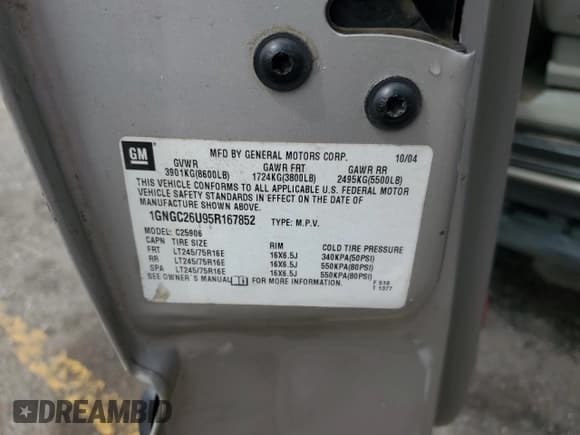 GM
MFD BY GENERAL MOTORS CORP. 10/04
GVWR GAWR FRT GAWR RR
3901KG(8600LB) 1724KG(3800LB) 2495KG(5500LB)
THIS VEHICLE CONFORMS TO ALL APPLICABLE U.S. FEDERAL MOTOR
VEHICLE SAFETY STANDARDS IN EFFECT ON THE DATE OF
MANUFACTURE SHOWN ABOVE.
1GNGC26U95R167852 TYPE: M.P.V.
MODEL: C25906
CAPN TIRE SIZE RIM COLD TIRE PRESSURE
FRT LT245/75R16E 16X6.5J 340KPA(50PSI)
RR LT245/75R16E 16X6.5J 550KPA(80PSI)
SPA LT245/75R16E 16X6.5J 550KPA(80PSI)
SEE OWNER'S MANUAL FOR MORE INFORMATION.
F 518
T 1377
DREAMBID